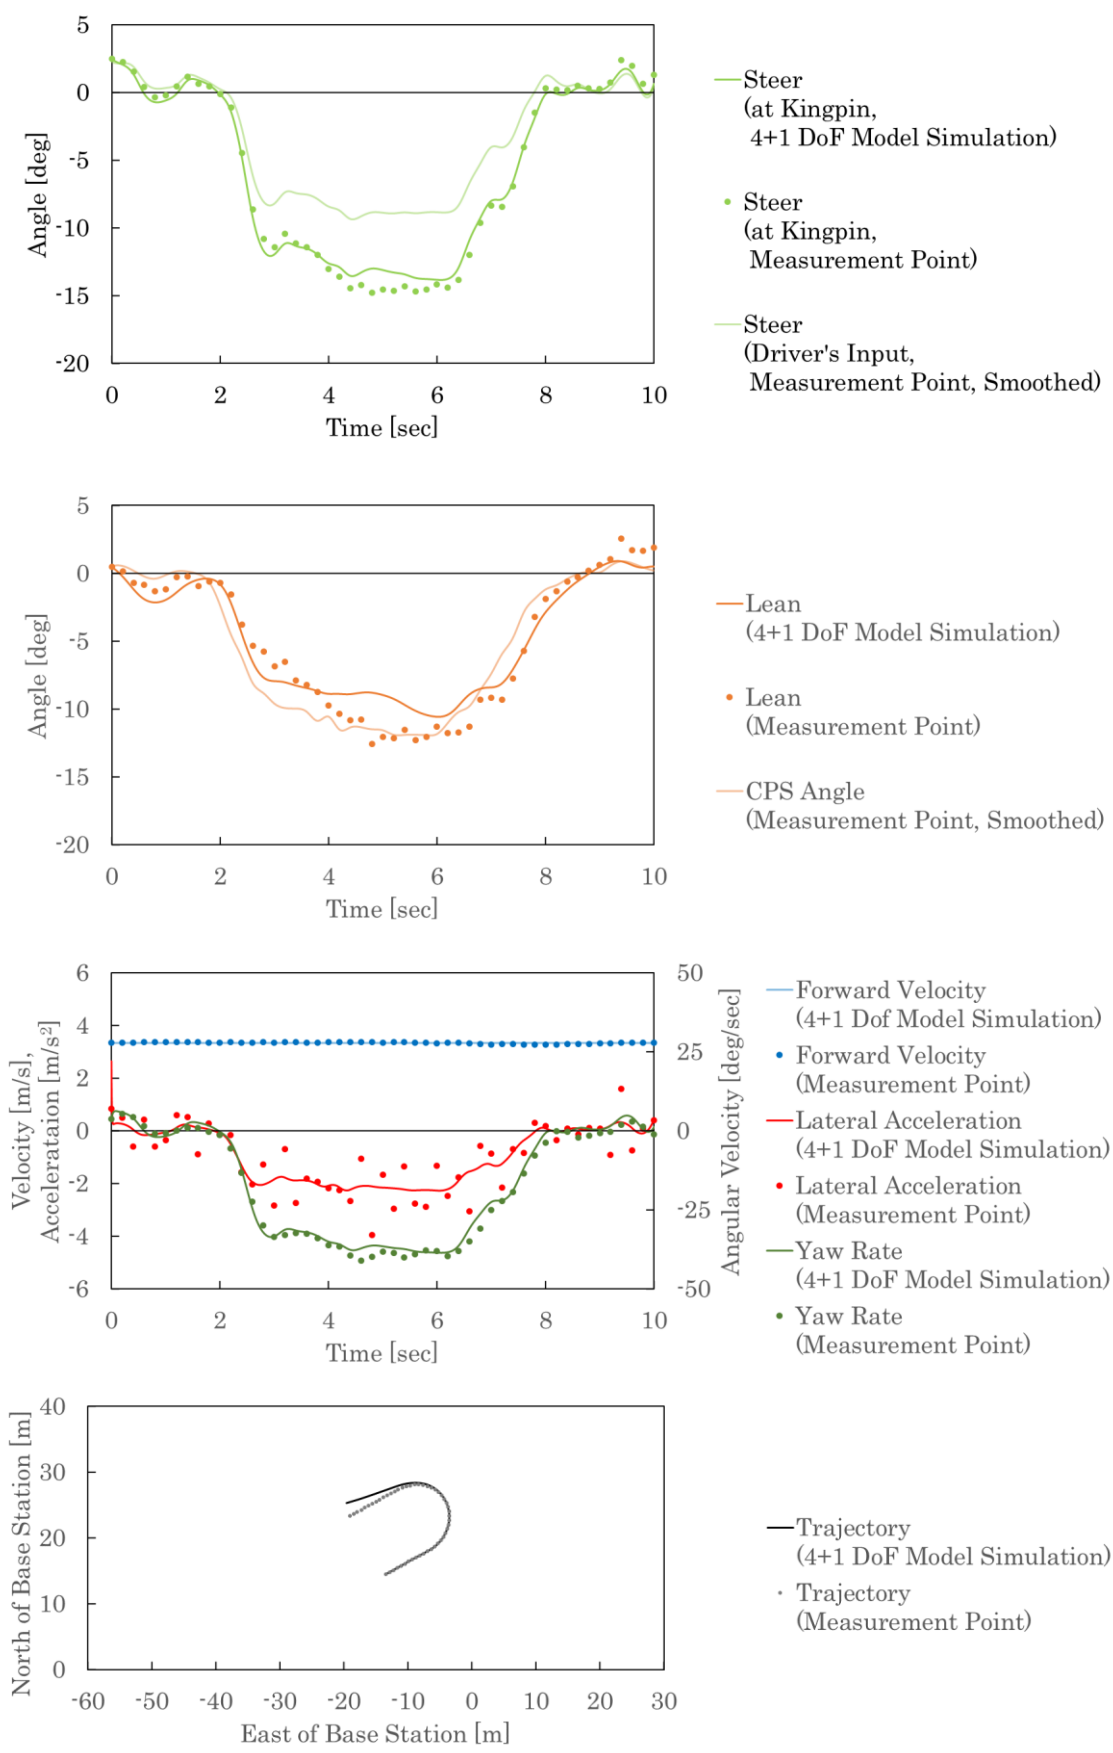 5
0
-5
-10
-15
-20
Angle [deg]
0 2 4 6 8 10
Time [sec]
Steer
(at Kingpin,
4+1 DoF Model Simulation)
Steer
(at Kingpin,
Measurement Point)
Steer
(Driver's Input,
Measurement Point, Smoothed)
5
0
-5
-10
-15
-20
Angle [deg]
0 2 4 6 8 10
Time [sec]
Lean
(4+1 DoF Model Simulation)
Lean
(Measurement Point)
CPS Angle
(Measurement Point, Smoothed)
6
4
2
0
-2
-4
-6
Velocity [m/s],
Accelerataion [m/s²]
50
25
0
-25
-50
Angular Velocity [deg/sec]
0 2 4 6 8 10
Time [sec]
Forward Velocity
(4+1 Dof Model Simulation)
Forward Velocity
(Measurement Point)
Lateral Acceleration
(4+1 DoF Model Simulation)
Lateral Acceleration
(Measurement Point)
Yaw Rate
(4+1 DoF Model Simulation)
Yaw Rate
(Measurement Point)
40
30
20
10
0
North of Base Station [m]
-60 -50 -40 -30 -20 -10 0 10 20 30
East of Base Station [m]
Trajectory
(4+1 DoF Model Simulation)
Trajectory
(Measurement Point)